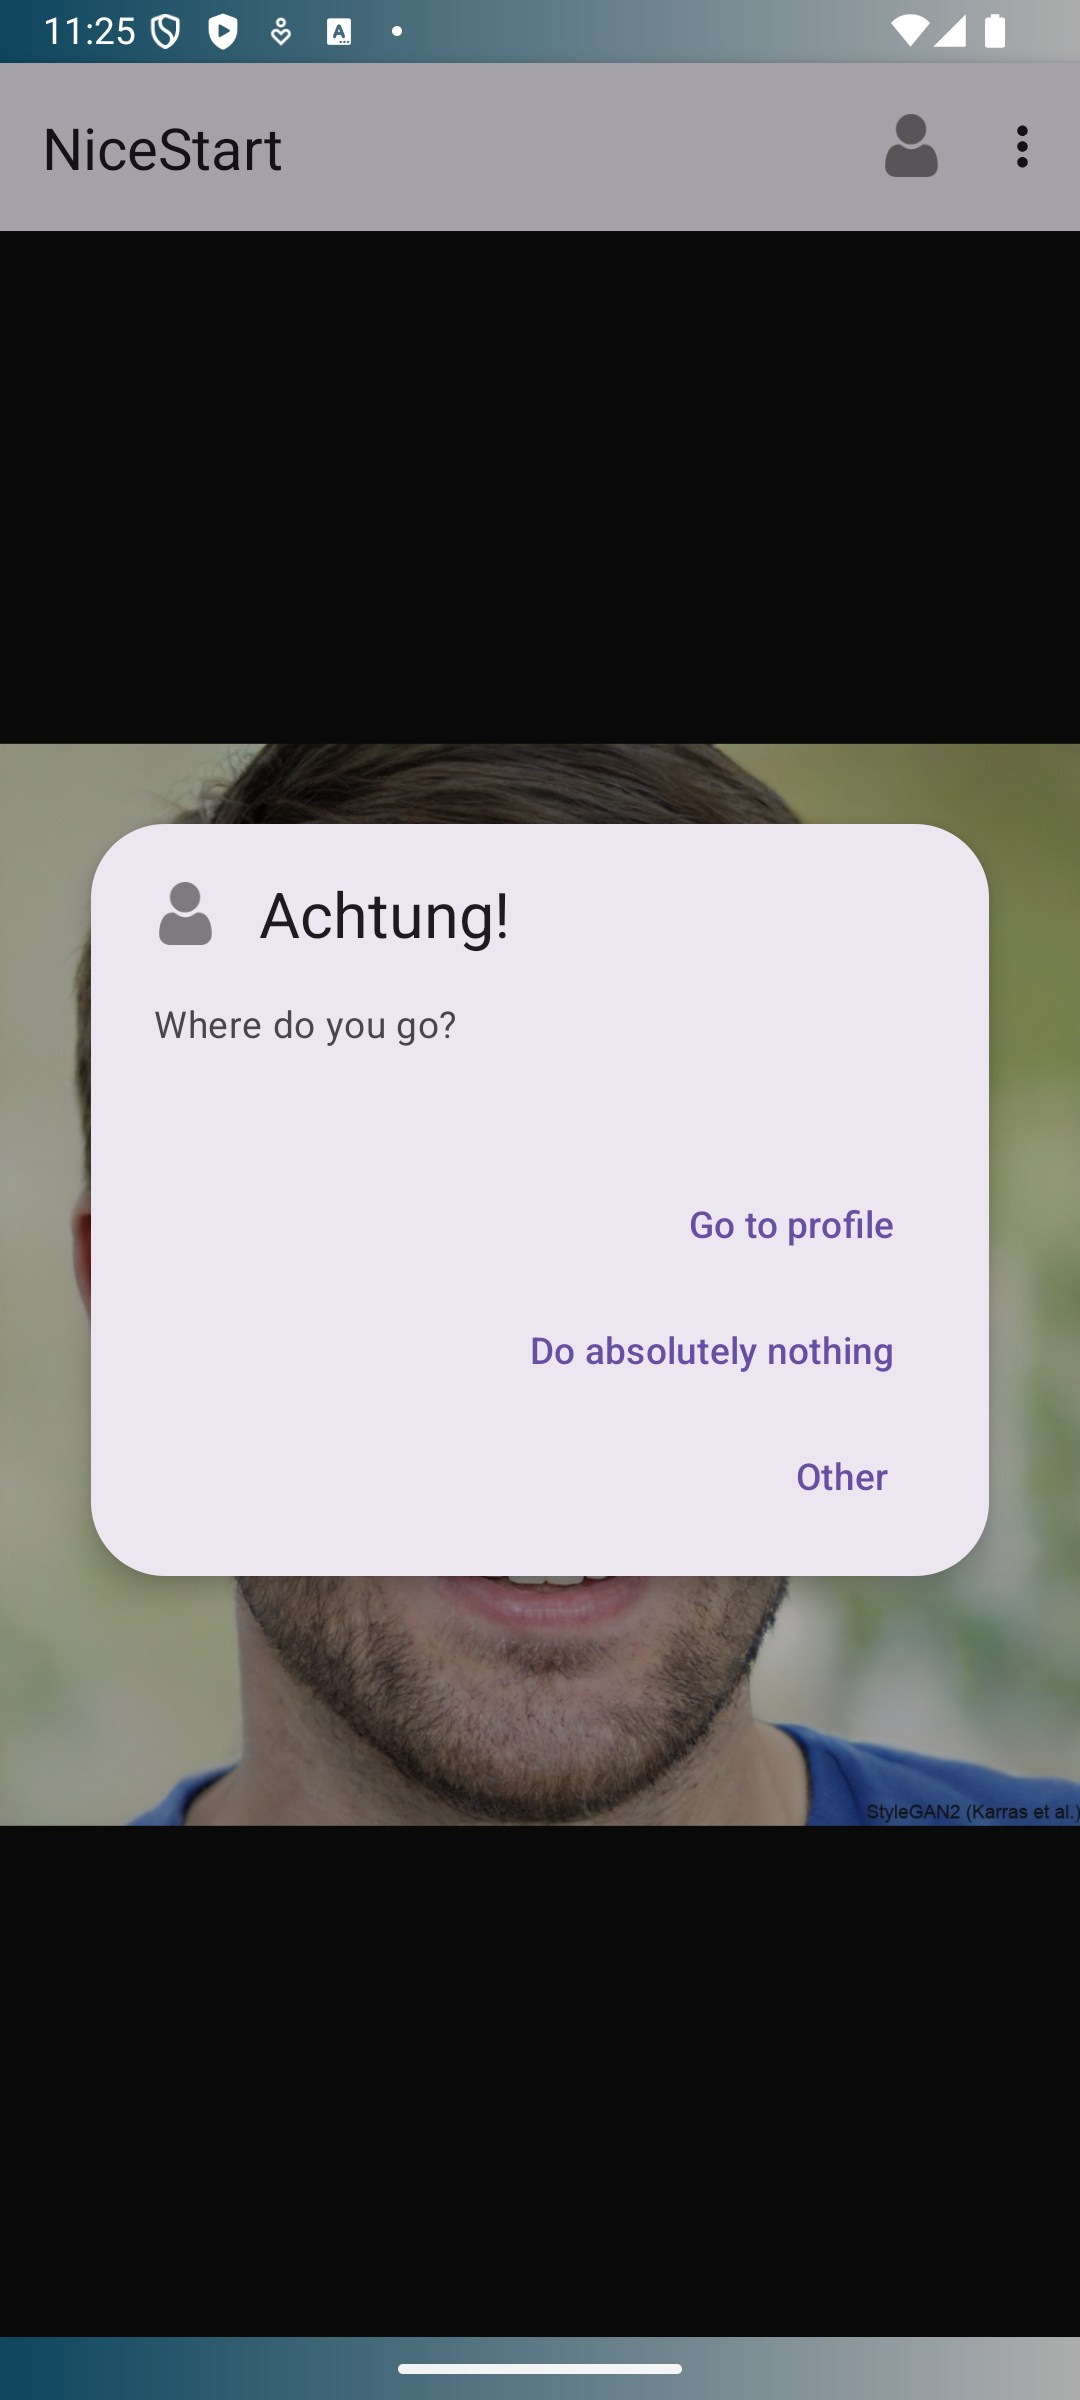 11:25
NiceStart
Achtung!
Where do you go?
Go to profile
Do absolutely nothing
Other
StyleGAN2 (Karras et al.)